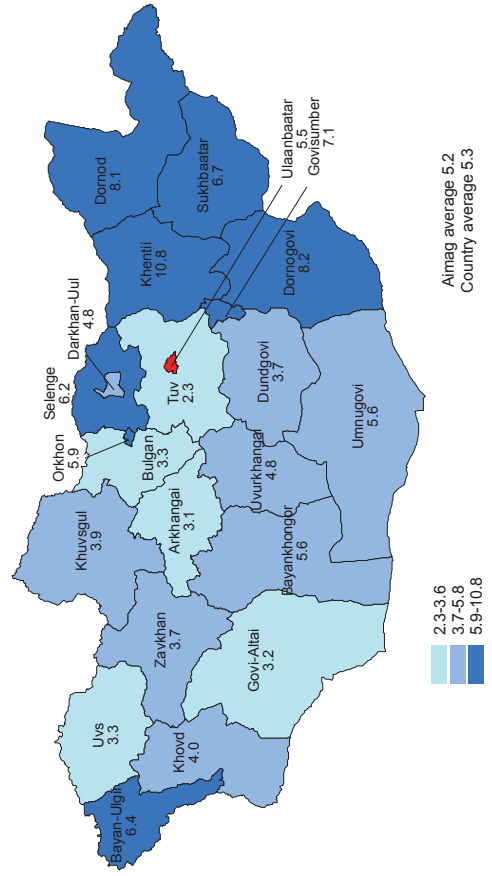 Bayan-Ulgii
6.4
Uvs
3.3
Khovd
4.0
Zavkhan
3.7
Govi-Altai
3.2
Khuvsgul
3.9
Arkhangai
3.1
Bayankhongor
5.6
Orkhon
5.9
Bulgan
3.3
Uvurkhangai
4.8
Selenge
6.2
Darkhan-Uul
4.8
Tuv
2.3
Dundgovi
3.7
Umnugovi
5.6
Khentii
10.8
Dornod
8.1
Sukhbaatar
6.7
Dornogovi
8.2
Ulaanbaatar
5.5
Govisumber
7.1
2.3-3.6
3.7-5.8
5.9-10.8
Aimag average 5.2
Country average 5.3